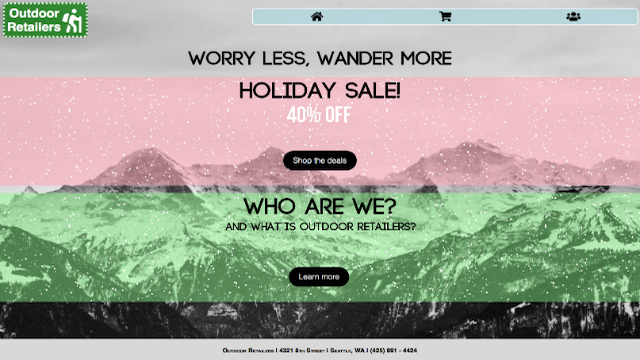 Outdoor
Retailers
WORRY LESS, WANDER MORE
HOLIDAY SALE!
40% OFF
Shop the deals
WHO ARE WE?
AND WHAT IS OUTDOOR RETAILERS?
Learn more
Outdoor Retailers | 4321 8th Street | Seattle, WA | (425) 891 - 4424